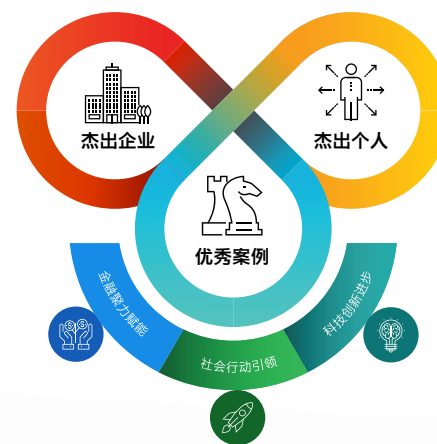 杰出企业
杰出个人
优秀案例
金融聚力赋能
社会行动引领
科技创新进步